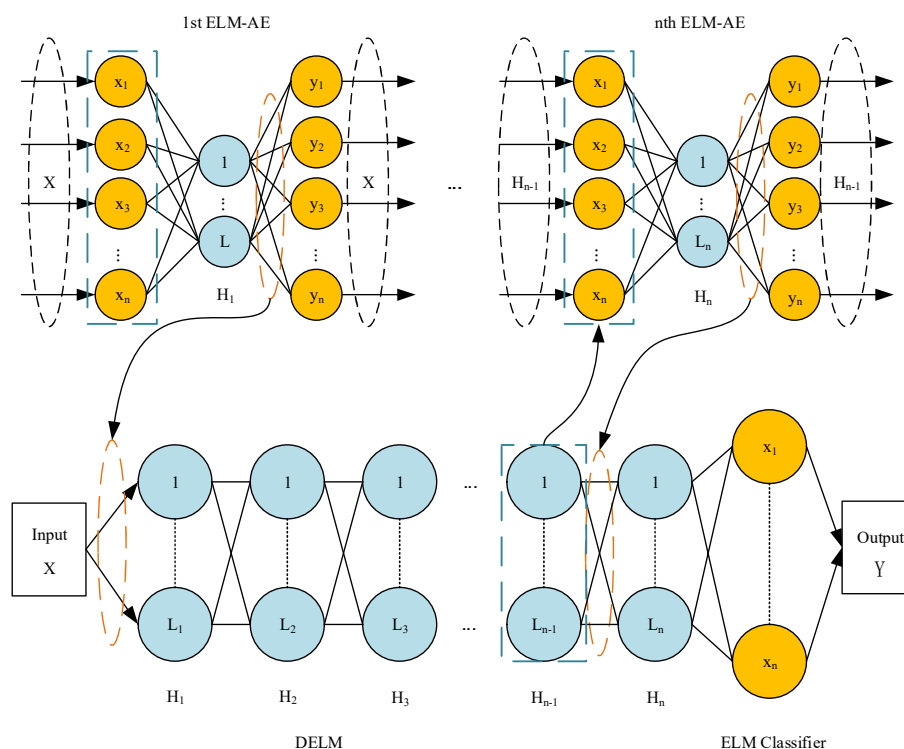 1st ELM-AE
nth ELM-AE
x1
x2
x3
...
xn
X
1
...
L
H1
y1
y2
y3
...
yn
X
...
Hn-1
x1
x2
x3
...
xn
1
...
Ln
Hn
y1
y2
y3
...
yn
Hn-1
Input
X
1
L1
1
L2
1
L3
...
...
1
Ln-1
1
Ln
x1
xn
Output
Y
H1
H2
H3
Hn-1
Hn
DELM
ELM Classifier